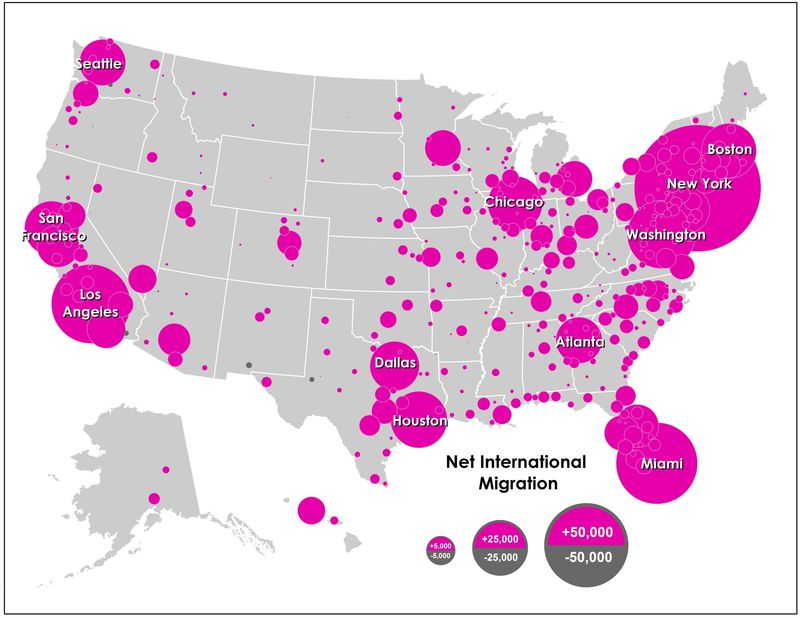 Seattle
Boston
New York
Chicago
San
Francisco
Washington
Los
Angeles
Atlanta
Dallas
Houston
Miami
Net International
Migration
+5,000
-5,000
+25,000
-25,000
+50,000
-50,000